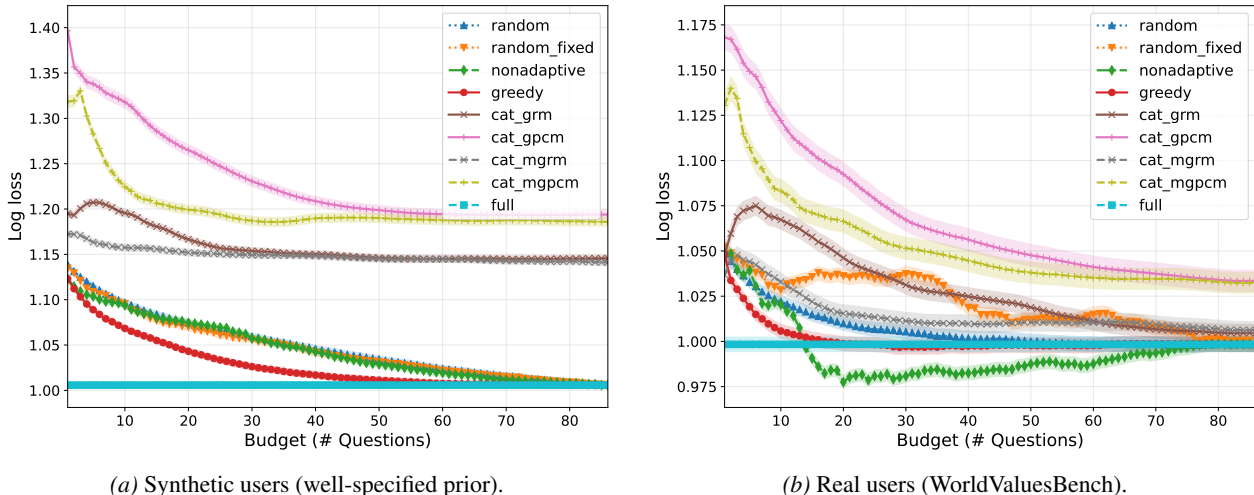 1.40
1.35
1.30
1.25
1.20
1.15
1.10
1.05
1.00
Log loss
10 20 30 40 50 60 70 80
Budget (# Questions)
random
random_fixed
nonadaptive
greedy
cat_grm
cat_gpcm
cat_mgrm
cat_mgpcm
full
(a) Synthetic users (well-specified prior).
1.175
1.150
1.125
1.100
1.075
1.050
1.025
1.000
0.975
Log loss
10 20 30 40 50 60 70 80
Budget (# Questions)
random
random_fixed
nonadaptive
greedy
cat_grm
cat_gpcm
cat_mgrm
cat_mgpcm
full
(b) Real users (WorldValuesBench).